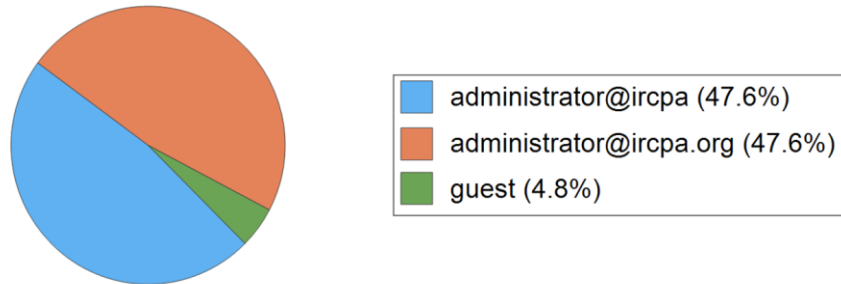 administrator@ircpa (47.6%)
administrator@ircpa.org (47.6%)
guest (4.8%)